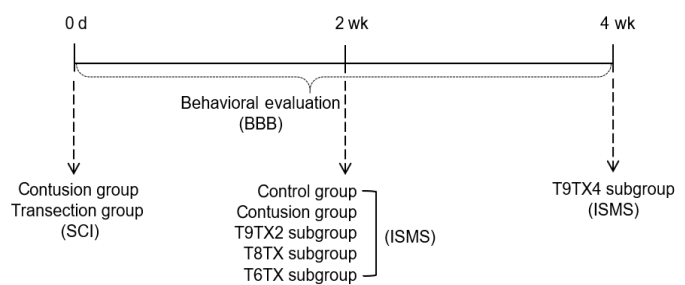 0 d 2 wk 4 wk
Behavioral evaluation
(BBB)
Contusion group
Transection group
(SCI)
Control group
Contusion group
T9TX2 subgroup
T8TX subgroup
T6TX subgroup
(ISMS)
T9TX4 subgroup
(ISMS)